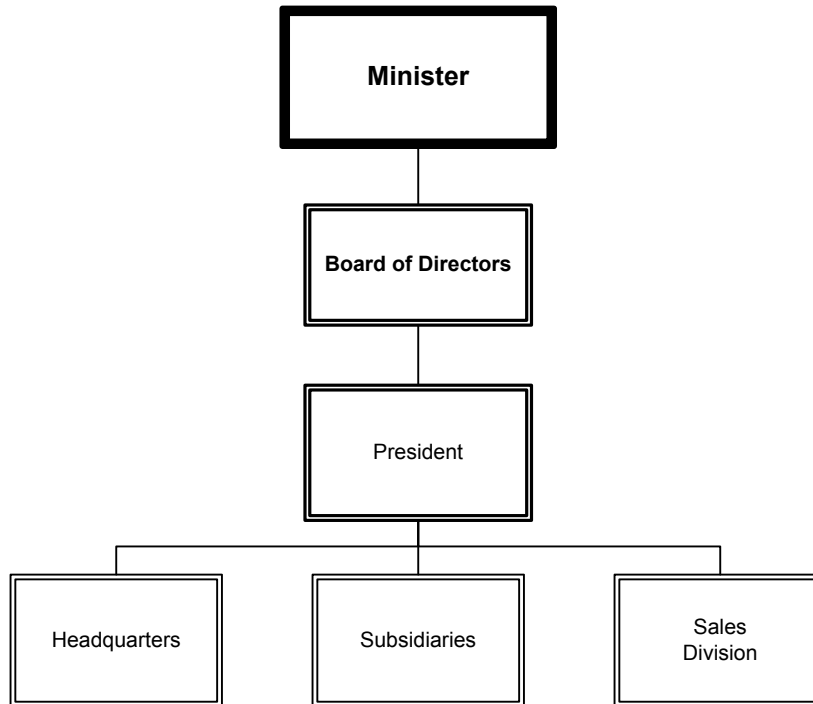 Minister
Board of Directors
President
Headquarters
Subsidiaries
Sales
Division